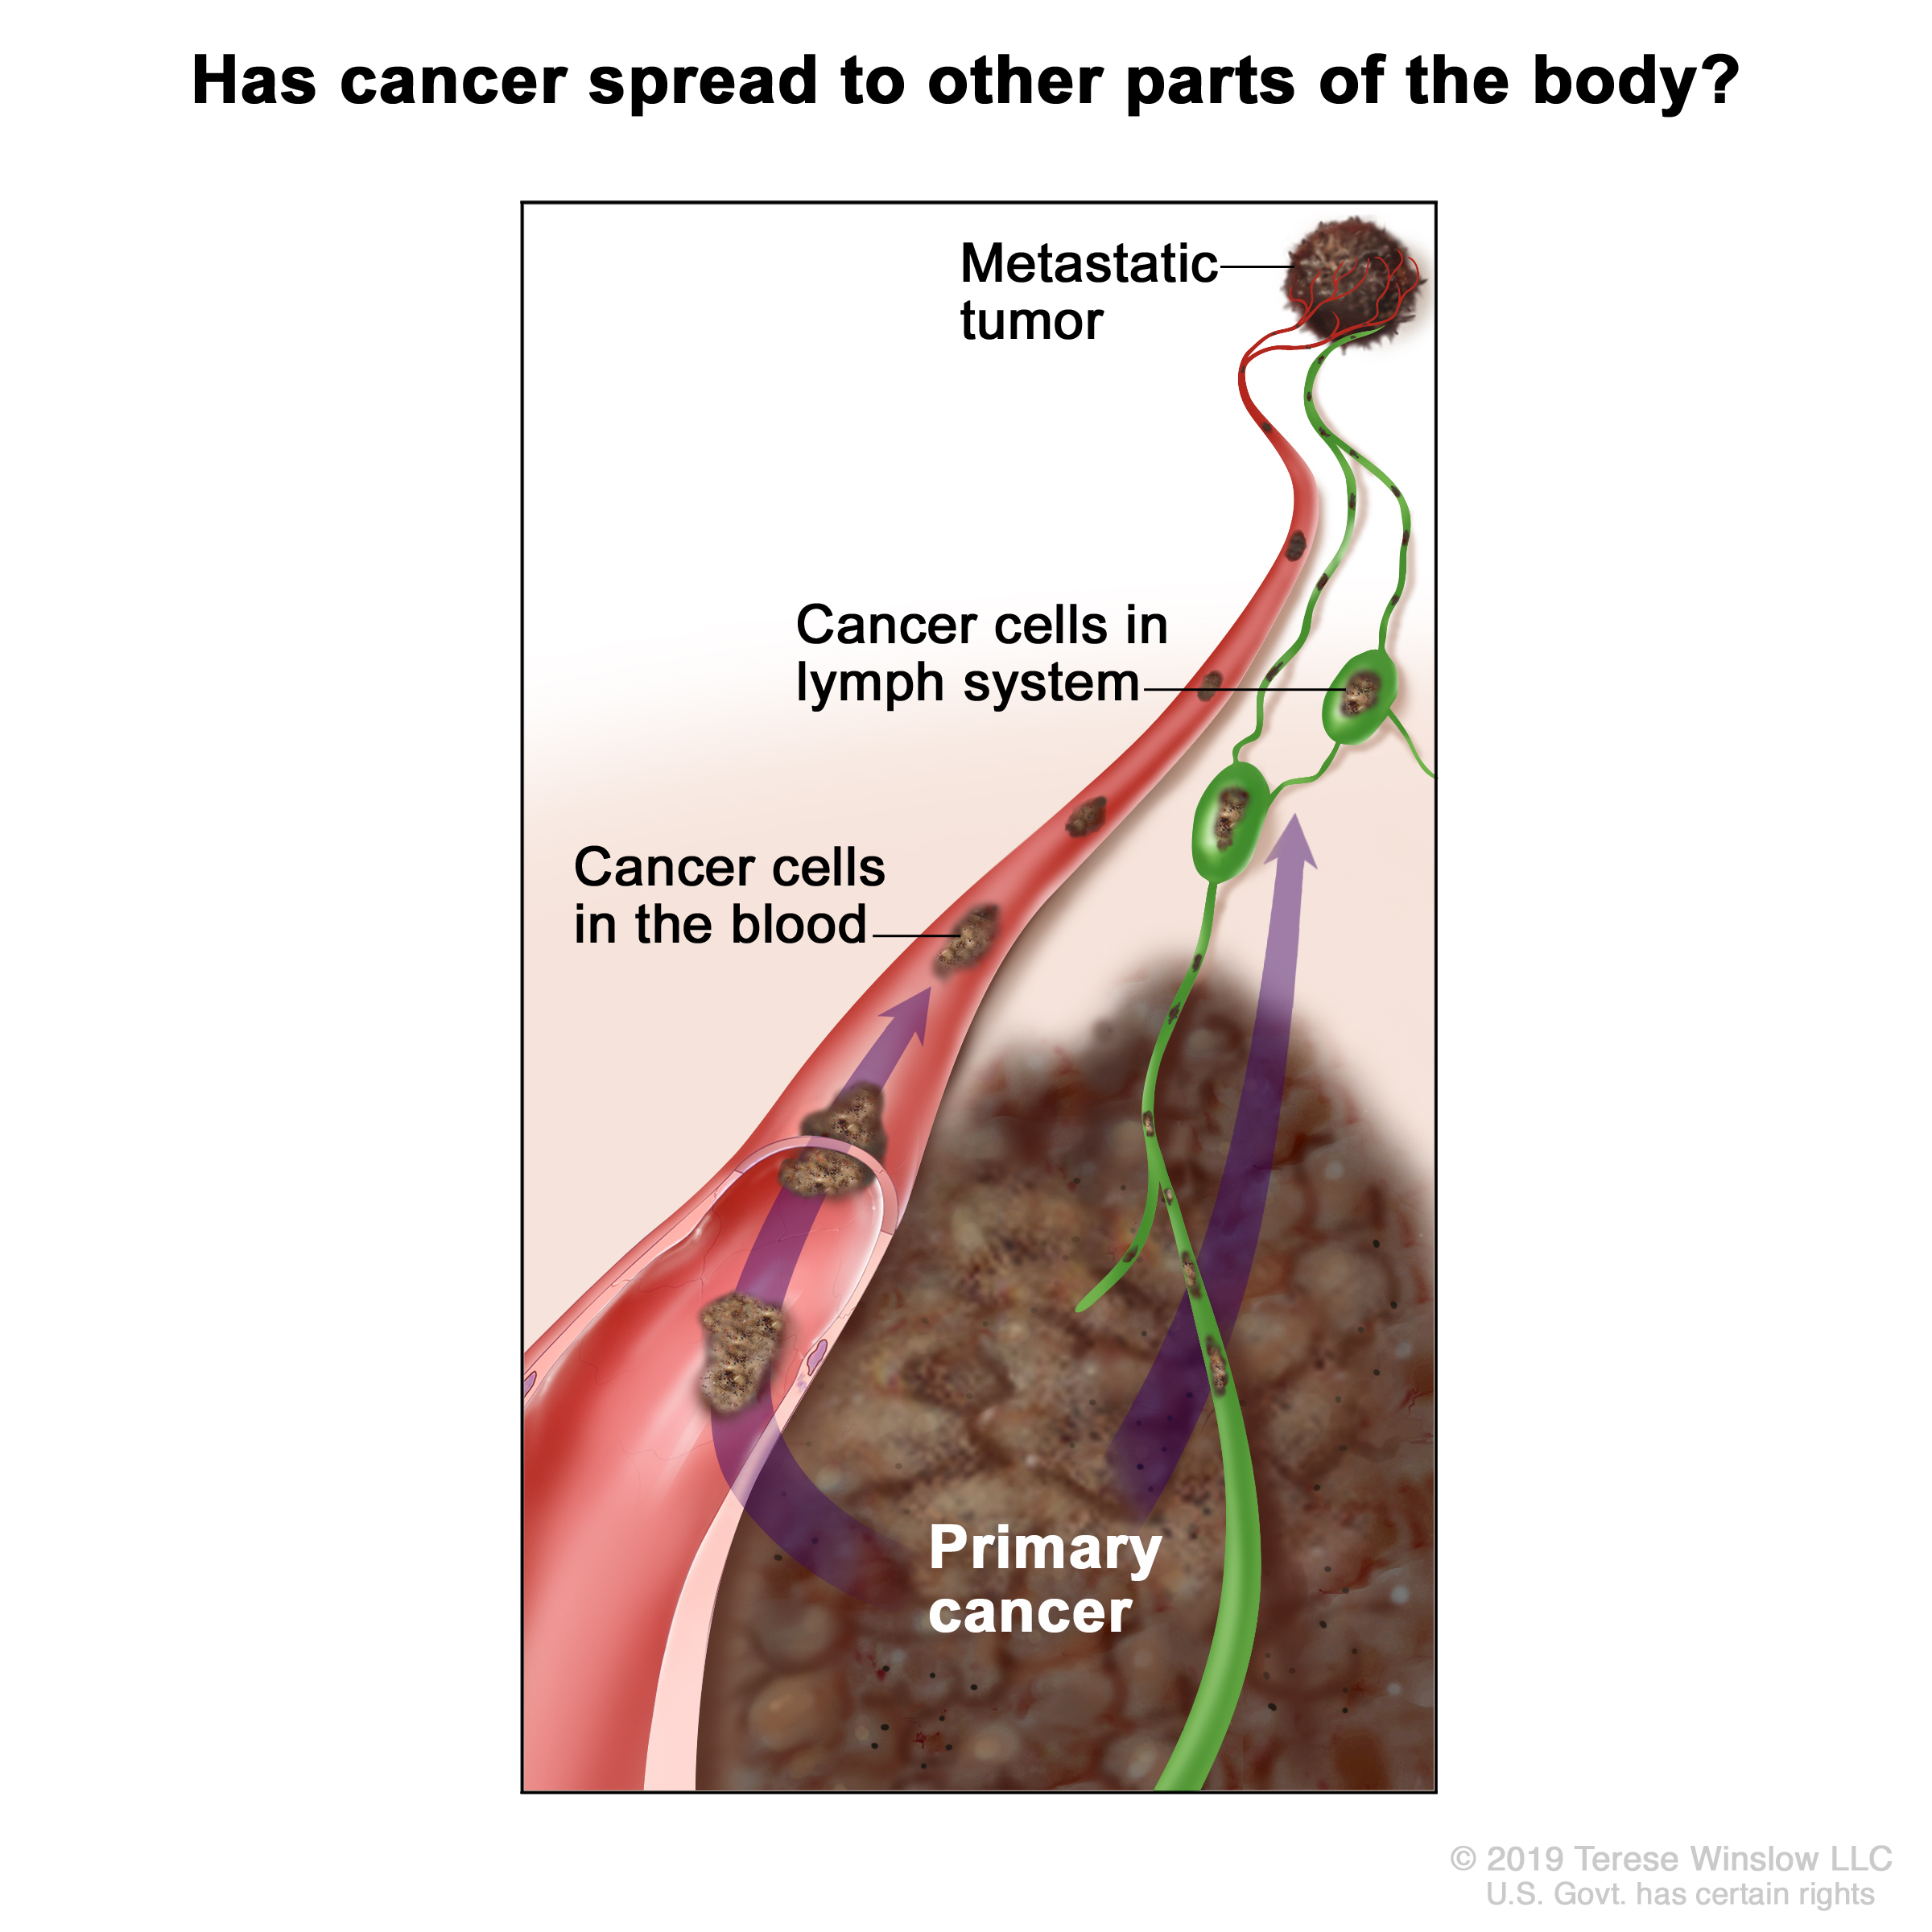 Has cancer spread to other parts of the body?
Metastatic
tumor
Cancer cells in
lymph system
Cancer cells
in the blood
Primary
cancer
© 2019 Terese Winslow LLC
U.S. Govt. has certain rights